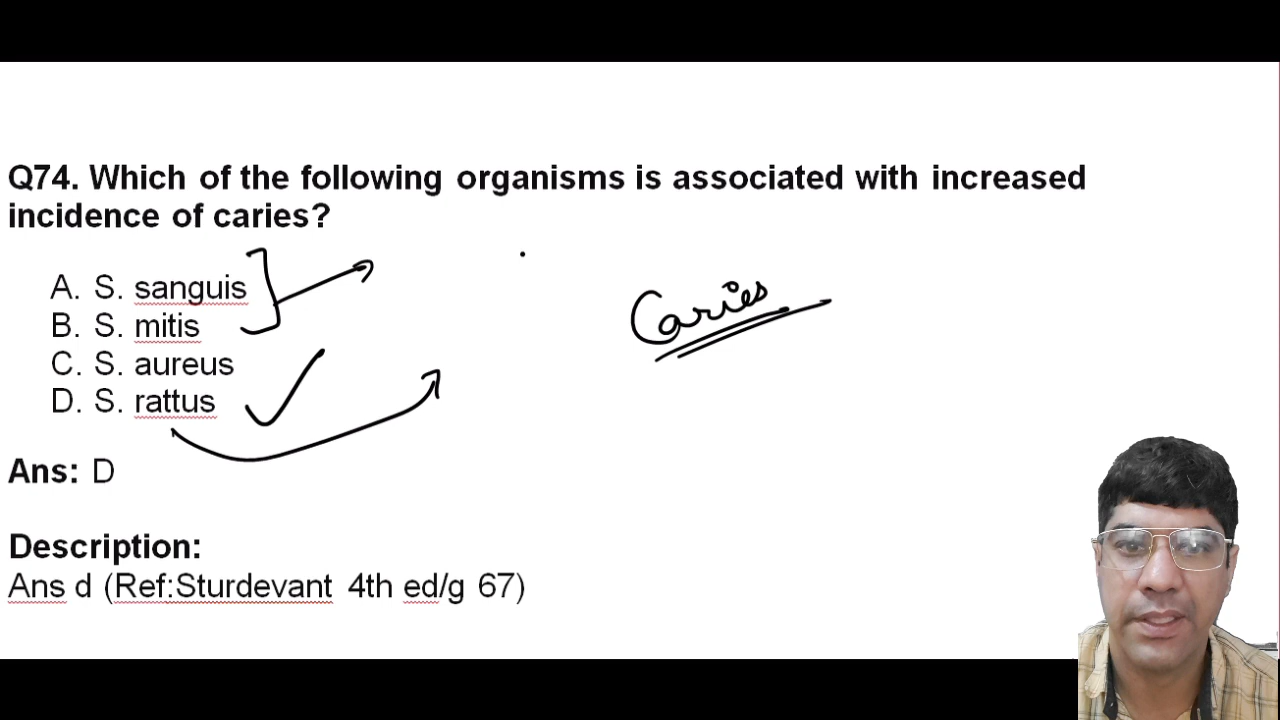 Q74. Which of the following organisms is associated with increased
incidence of caries?
A. S. sanguis
B. S. mitis
Caries
C. S. aureus
D. S. rattus
Ans: D
Description:
Ans d (Ref:Sturdevant 4th ed/g 67)